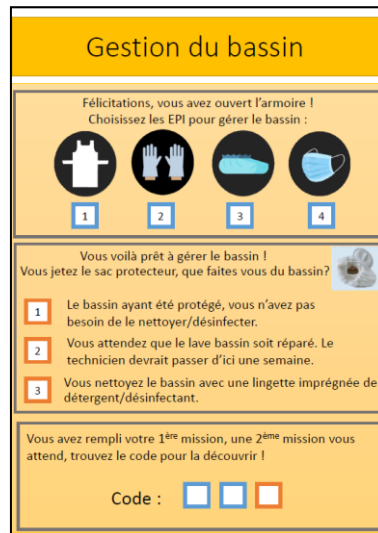 Gestion du bassin
Félicitations, vous avez ouvert l'armoire !
Choisissez les EPI pour gérer le bassin :
1 2 3 4
Vous voilà prêt à gérer le bassin !
Vous jetez le sac protecteur, que faites vous du bassin?
1 Le bassin ayant été protégé, vous n'avez pas
besoin de le nettoyer/désinfecter.
2 Vous attendez que le lave bassin soit réparé. Le
technicien devrait passer d'ici une semaine.
3 Vous nettoyez le bassin avec une lingette imprégnée de
détergent/désinfectant.
Vous avez rempli votre 1ère mission, une 2ème mission vous
attend, trouvez le code pour la découvrir !
Code :